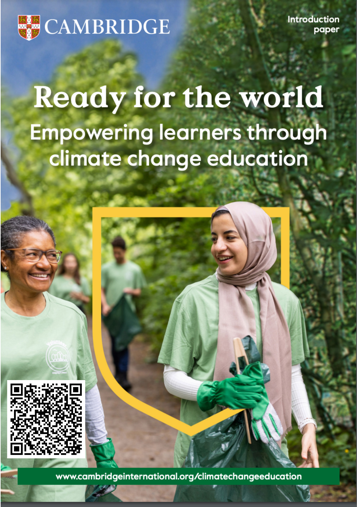 CAMBRIDGE
Introduction
paper
Ready for the world
Empowering learners through
climate change education
www.cambridgeinternational.org/climatechangeeducation